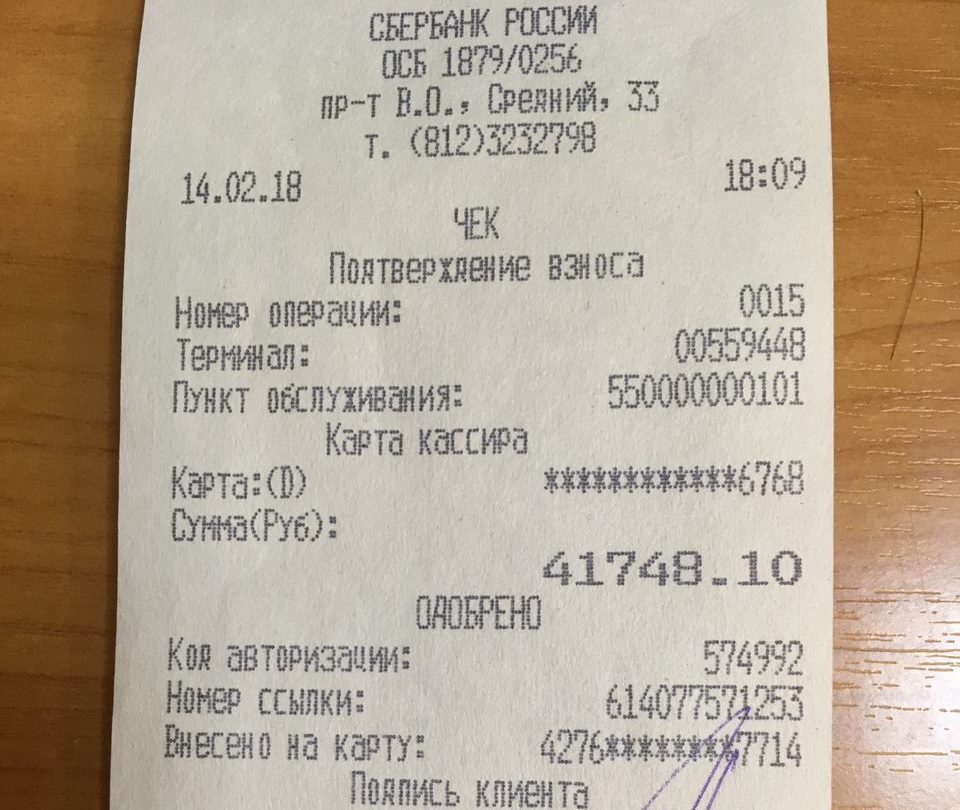 СБЕРБАНК РОССИИ
ОСБ 1879/0256
пр-т В.О., Средний, 33
т. (812)3232798
14.02.18 18:09
ЧЕК
Подтверждение взноса
Номер операции: 0015
Терминал: 00559448
Пункт обслуживания: 550000000101
Карта кассира
Карта:(D) ************6768
Сумма(Руб):
41748.10
ОДОБРЕНО
Код авторизации: 574992
Номер ссылки: 614077571253
Внесено на карту: 4276********7714
Подпись клиента